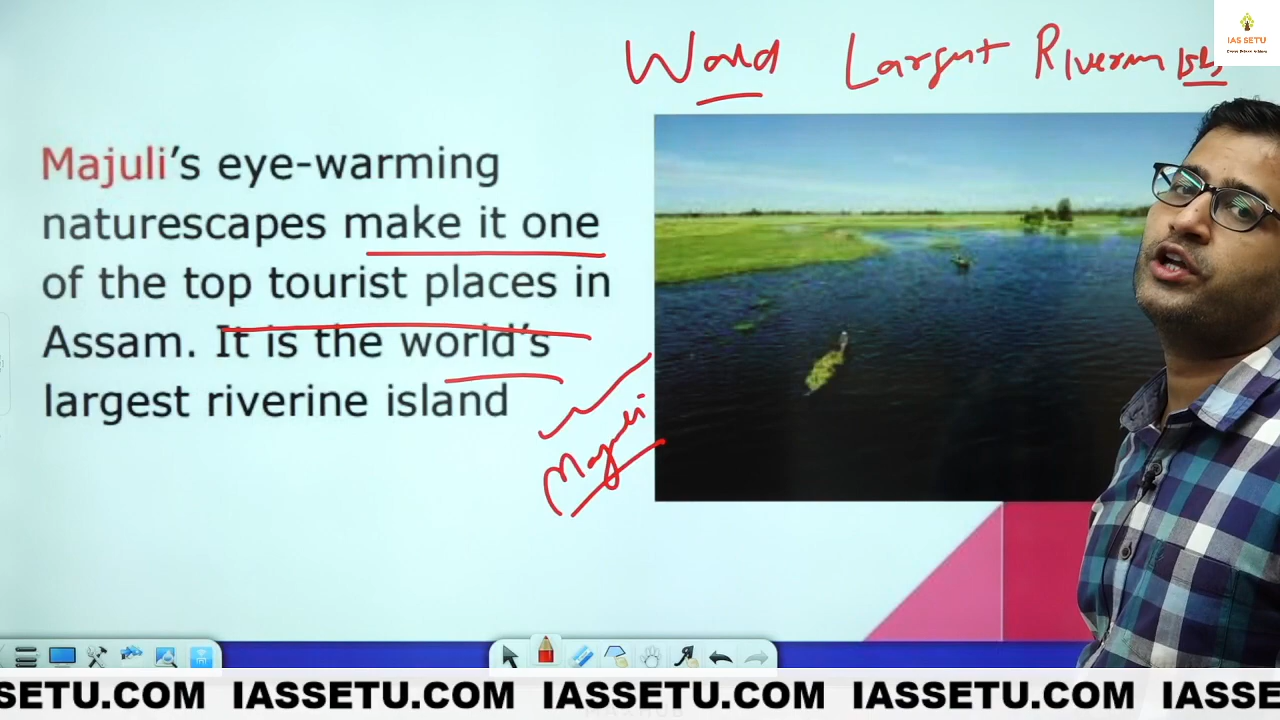 World Largest Riverine Isl
IAS SETU
Majuli's eye-warming
naturescapes make it one
of the top tourist places in
Assam. It is the world's
largest riverine island
Majuli
SSETU.COM IASSETU.COM IASSETU.COM IASSETU.COM IASSE